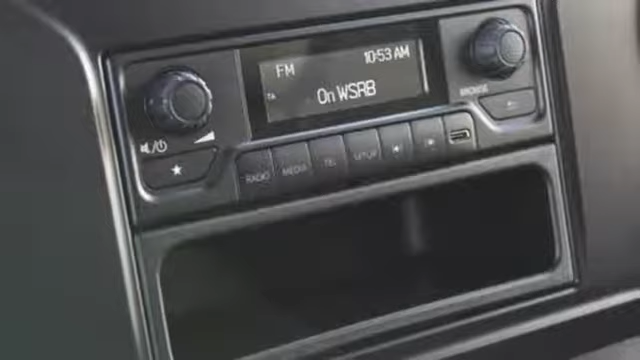 FM 10:53 AM
TA
On WSRB
BROWSE
RADIO MEDIA TEL SETUP